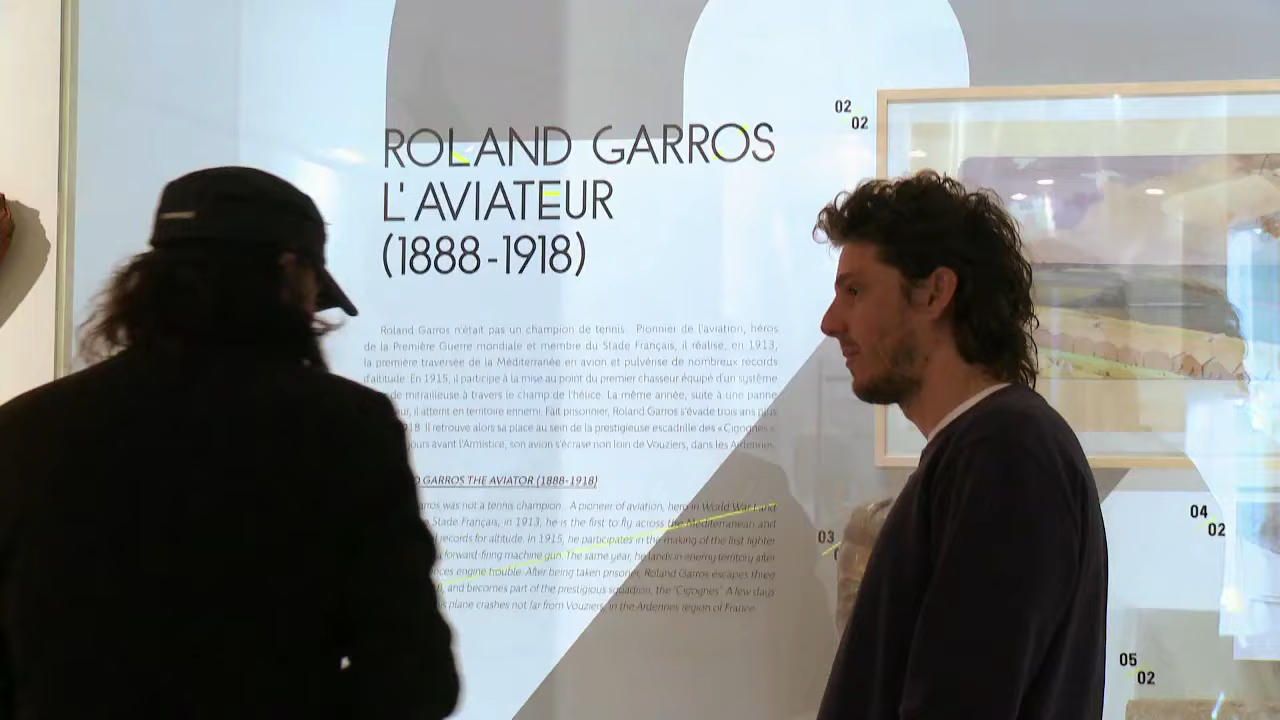 ROLAND GARROS
L'AVIATEUR
(1888-1918)
02
02
Roland Garros n'était pas un champion de tennis. Pionnier de l'aviation, héros
de la Première Guerre mondiale et membre du Stade Français, il réalise, en 1913,
la première traversée de la Méditerranée en avion et pulvérise de nombreux records
d'altitude. En 1915, il participe à la mise au point du premier chasseur équipé d'un système
de mitrailleuse à travers le champ de l'hélice. La même année, suite à une panne
il atterrit en territoire ennemi. Fait prisonnier, Roland Garros s'évade trois ans plus
18. Il retrouve alors sa place au sein de la prestigieuse escadrille des «Cigognes».
jours avant l'Armistice, son avion s'écrase non loin de Vouziers, dans les Ardennes.
GARROS THE AVIATOR (1888-1918)
was not a tennis champion. A pioneer of aviation, hero in World War I and
Stade Français, in 1913, he is the first to fly across the Mediterranean and
records for altitude. In 1915, he participates in the making of the first fighter
a forward-firing machine gun. The same year, he lands in enemy territory after
engine trouble. After being taken prisoner, Roland Garros escapes three
and becomes part of the prestigious squadron, the "Cigognes". A few days
plane crashes not far from Vouziers, in the Ardennes region of France.
03
04
02
05
02